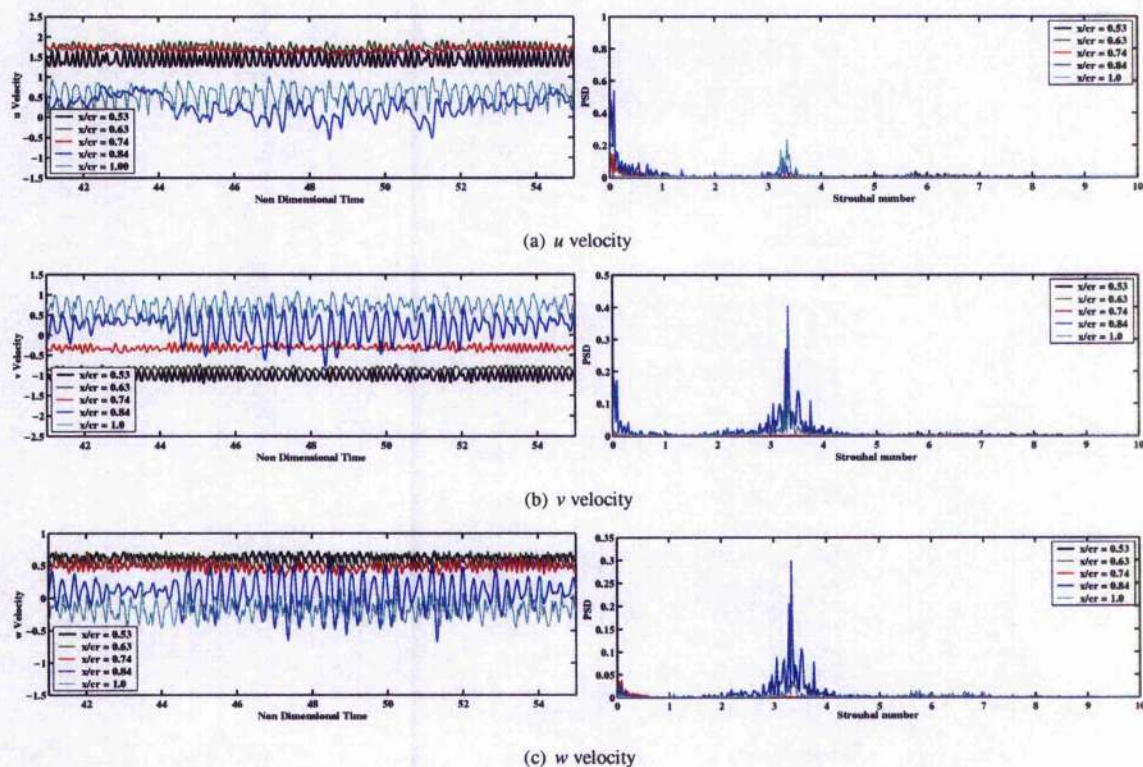 u Velocity
2.5
2
1.5
1
0.5
0
-0.5
-1
-1.5
x/cr = 0.53
x/cr = 0.63
x/cr = 0.74
x/cr = 0.84
x/cr = 1.00
42 44 46 48 50 52 54
Non Dimensional Time
PSD
1
0.8
0.6
0.4
0.2
0
x/cr = 0.53
x/cr = 0.63
x/cr = 0.74
x/cr = 0.84
x/cr = 1.0
0 1 2 3 4 5 6 7 8 9 10
Strouhal number
(a) u velocity
v Velocity
1.5
1
0.5
0
-0.5
-1
-1.5
-2.5
x/cr = 0.53
x/cr = 0.63
x/cr = 0.74
x/cr = 0.84
x/cr = 1.0
42 44 46 48 50 52 54
Non Dimensional Time
PSD
0.5
0.4
0.3
0.2
0.1
0
x/cr = 0.53
x/cr = 0.63
x/cr = 0.74
x/cr = 0.84
x/cr = 1.0
0 1 2 3 4 5 6 7 8 9 10
Strouhal number
(b) v velocity
w Velocity
1
0.5
0
-0.5
-1
-1.5
x/cr = 0.53
x/cr = 0.63
x/cr = 0.74
x/cr = 0.84
x/cr = 1.0
42 44 46 48 50 52 54
Non Dimensional Time
PSD
0.35
0.3
0.25
0.2
0.15
0.1
0.05
0
x/cr = 0.53
x/cr = 0.63
x/cr = 0.74
x/cr = 0.84
x/cr = 1.0
0 1 2 3 4 5 6 7 8 9 10
Strouhal number
(c) w velocity